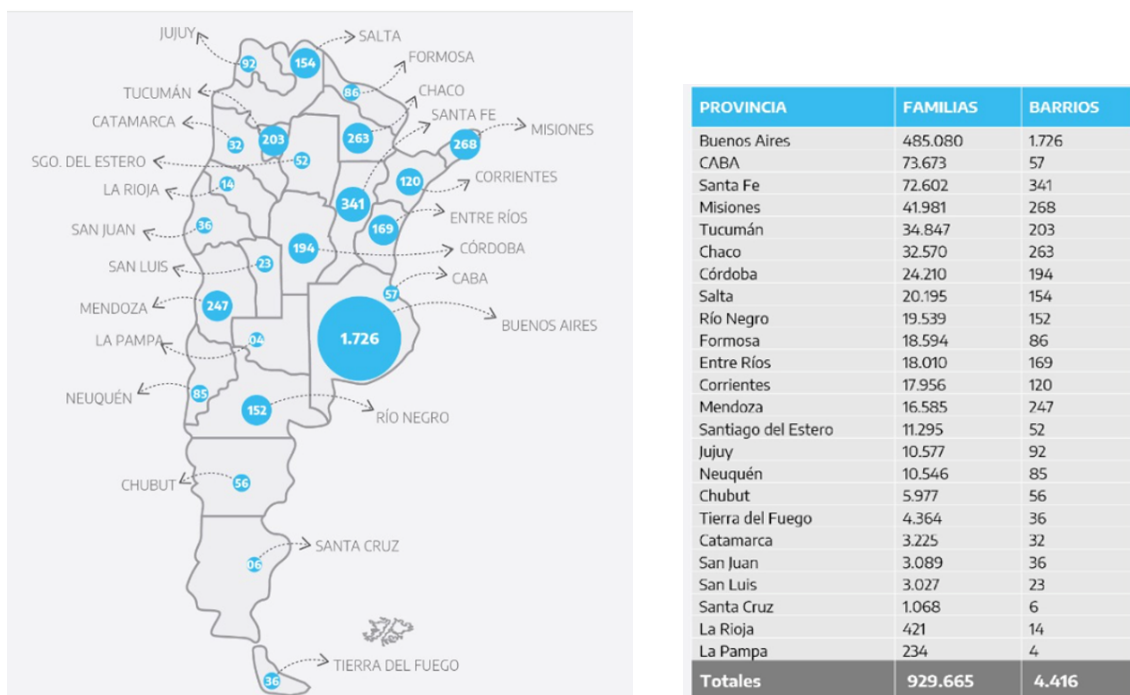 JUJUY
92
154
SALTA
FORMOSA
86
TUCUMÁN
CHACO
CATAMARCA
SANTA FE
MISIONES
203
263
268
32
SGO. DEL ESTERO
52
14
120
CORRIENTES
LA RIOJA
341
SAN JUAN
36
169
ENTRE RÍOS
194
CÓRDOBA
SAN LUIS
23
CABA
57
MENDOZA
247
BUENOS AIRES
1.726
LA PAMPA
04
NEUQUÉN
85
152
RÍO NEGRO
CHUBUT
56
SANTA CRUZ
06
TIERRA DEL FUEGO
36
PROVINCIA FAMILIAS BARRIOS
Buenos Aires 485.080 1.726
CABA 73.673 57
Santa Fe 72.602 341
Misiones 41.981 268
Tucumán 34.847 203
Chaco 32.570 263
Córdoba 24.210 194
Salta 20.195 154
Río Negro 19.539 152
Formosa 18.594 86
Entre Ríos 18.010 169
Corrientes 17.956 120
Mendoza 16.585 247
Santiago del Estero 11.295 52
Jujuy 10.577 92
Neuquén 10.546 85
Chubut 5.977 56
Tierra del Fuego 4.364 36
Catamarca 3.225 32
San Juan 3.089 36
San Luis 3.027 23
Santa Cruz 1.068 6
La Rioja 421 14
La Pampa 234 4
Totales 929.665 4.416